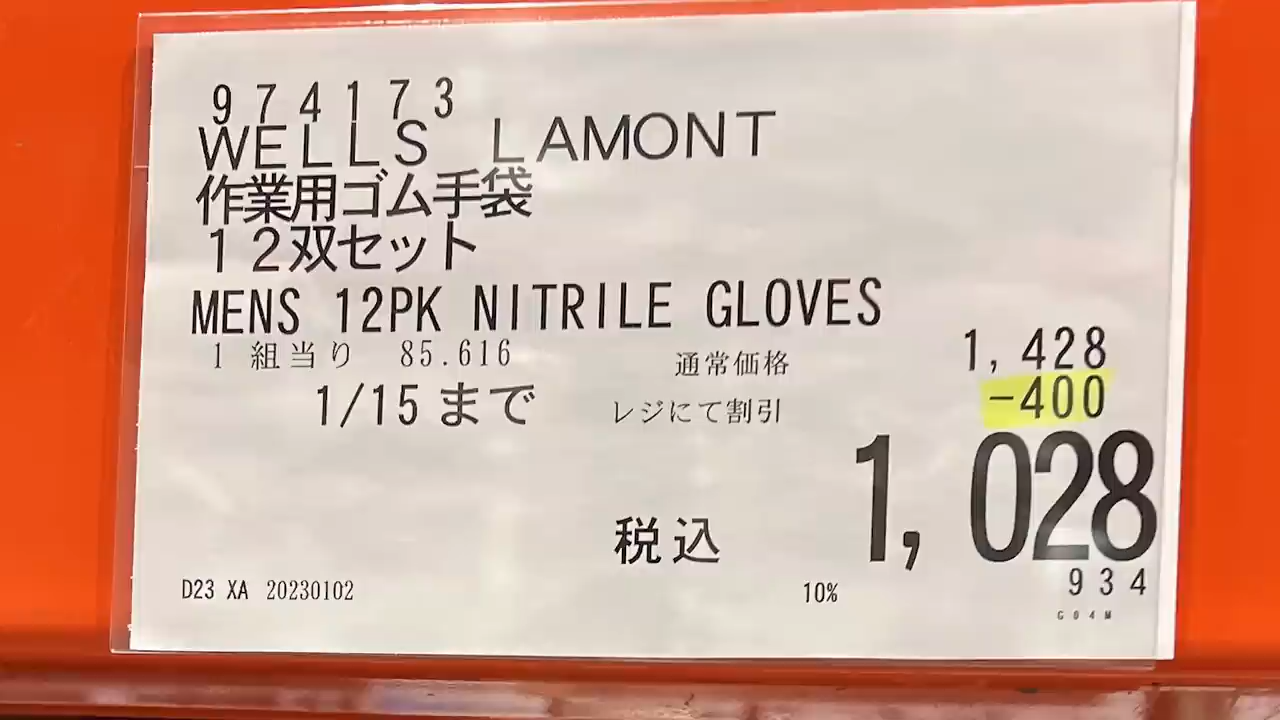 974173
WELLS LAMONT
作業用ゴム手袋
12双セット
MENS 12PK NITRILE GLOVES
1組当り 85.616 通常価格 1,428
1/15まで レジにて割引 -400
税込 1,028
D23 XA 20230102 10% 934
G04M